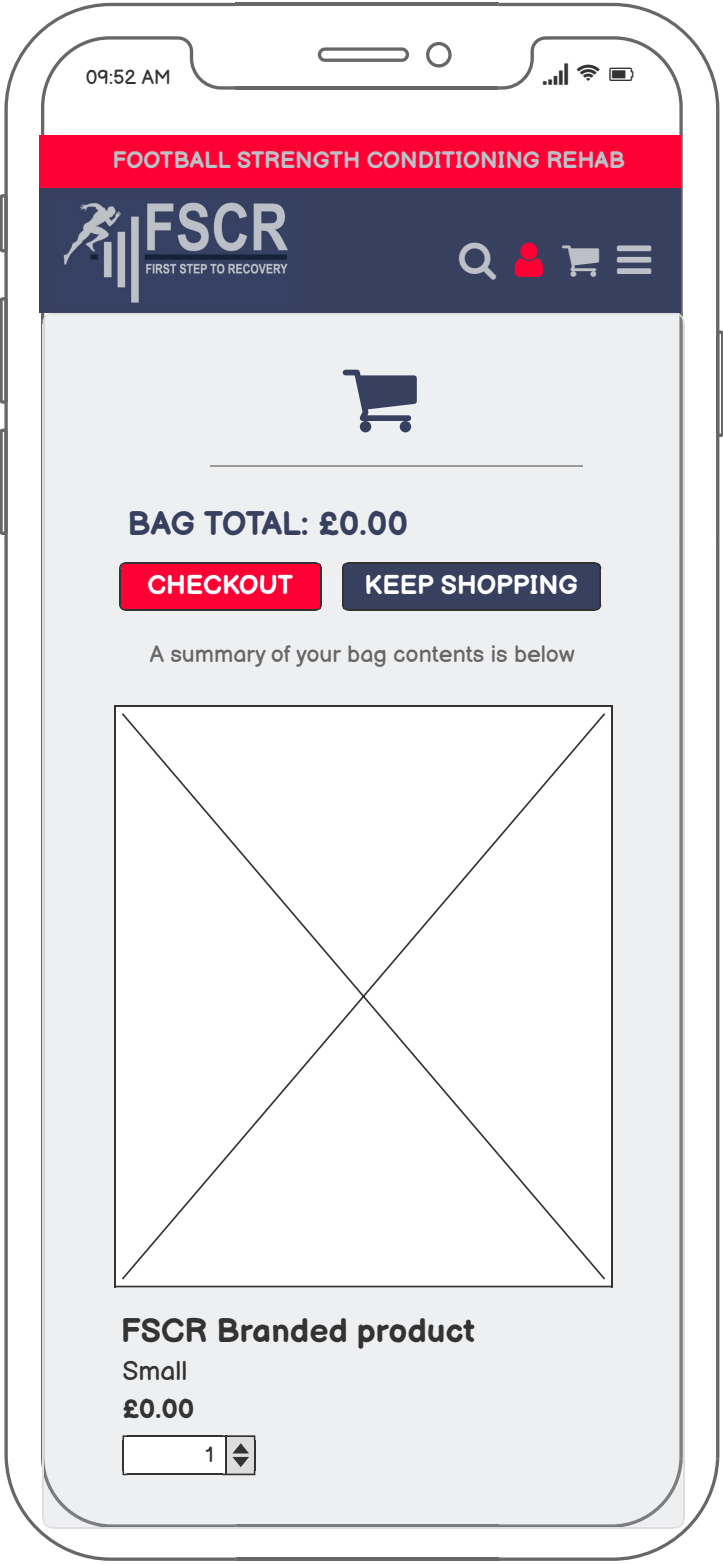 09:52 AM
FOOTBALL STRENGTH CONDITIONING REHAB
FSCR
FIRST STEP TO RECOVERY
BAG TOTAL: £0.00
CHECKOUT KEEP SHOPPING
A summary of your bag contents is below
FSCR Branded product
Small
£0.00
1